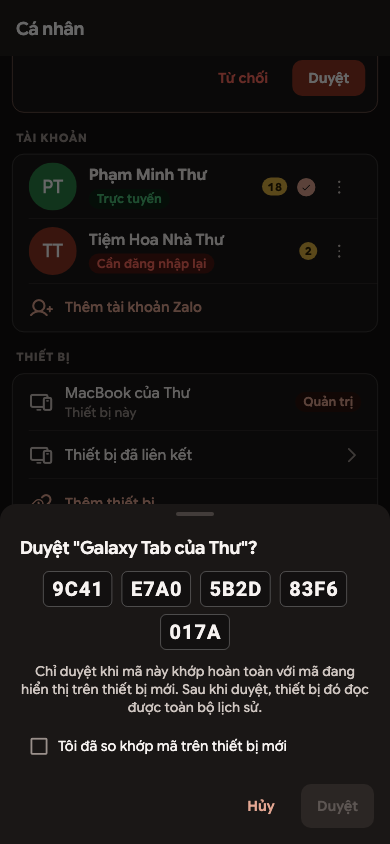 Cá nhân
Từ chối
Duyệt
TÀI KHOẢN
PT
Phạm Minh Thư
18
Trực tuyến
TT
Tiệm Hoa Nhà Thư
2
Cần đăng nhập lại
Thêm tài khoản Zalo
THIẾT BỊ
MacBook của Thư
Thiết bị này
Quản trị
Thiết bị đã liên kết
Thêm thiết bị
Duyệt "Galaxy Tab của Thư"?
9C41 E7A0 5B2D 83F6
017A
Chỉ duyệt khi mã này khớp hoàn toàn với mã đang
hiển thị trên thiết bị mới. Sau khi duyệt, thiết bị đó đọc
được toàn bộ lịch sử.
Tôi đã so khớp mã trên thiết bị mới
Hủy
Duyệt